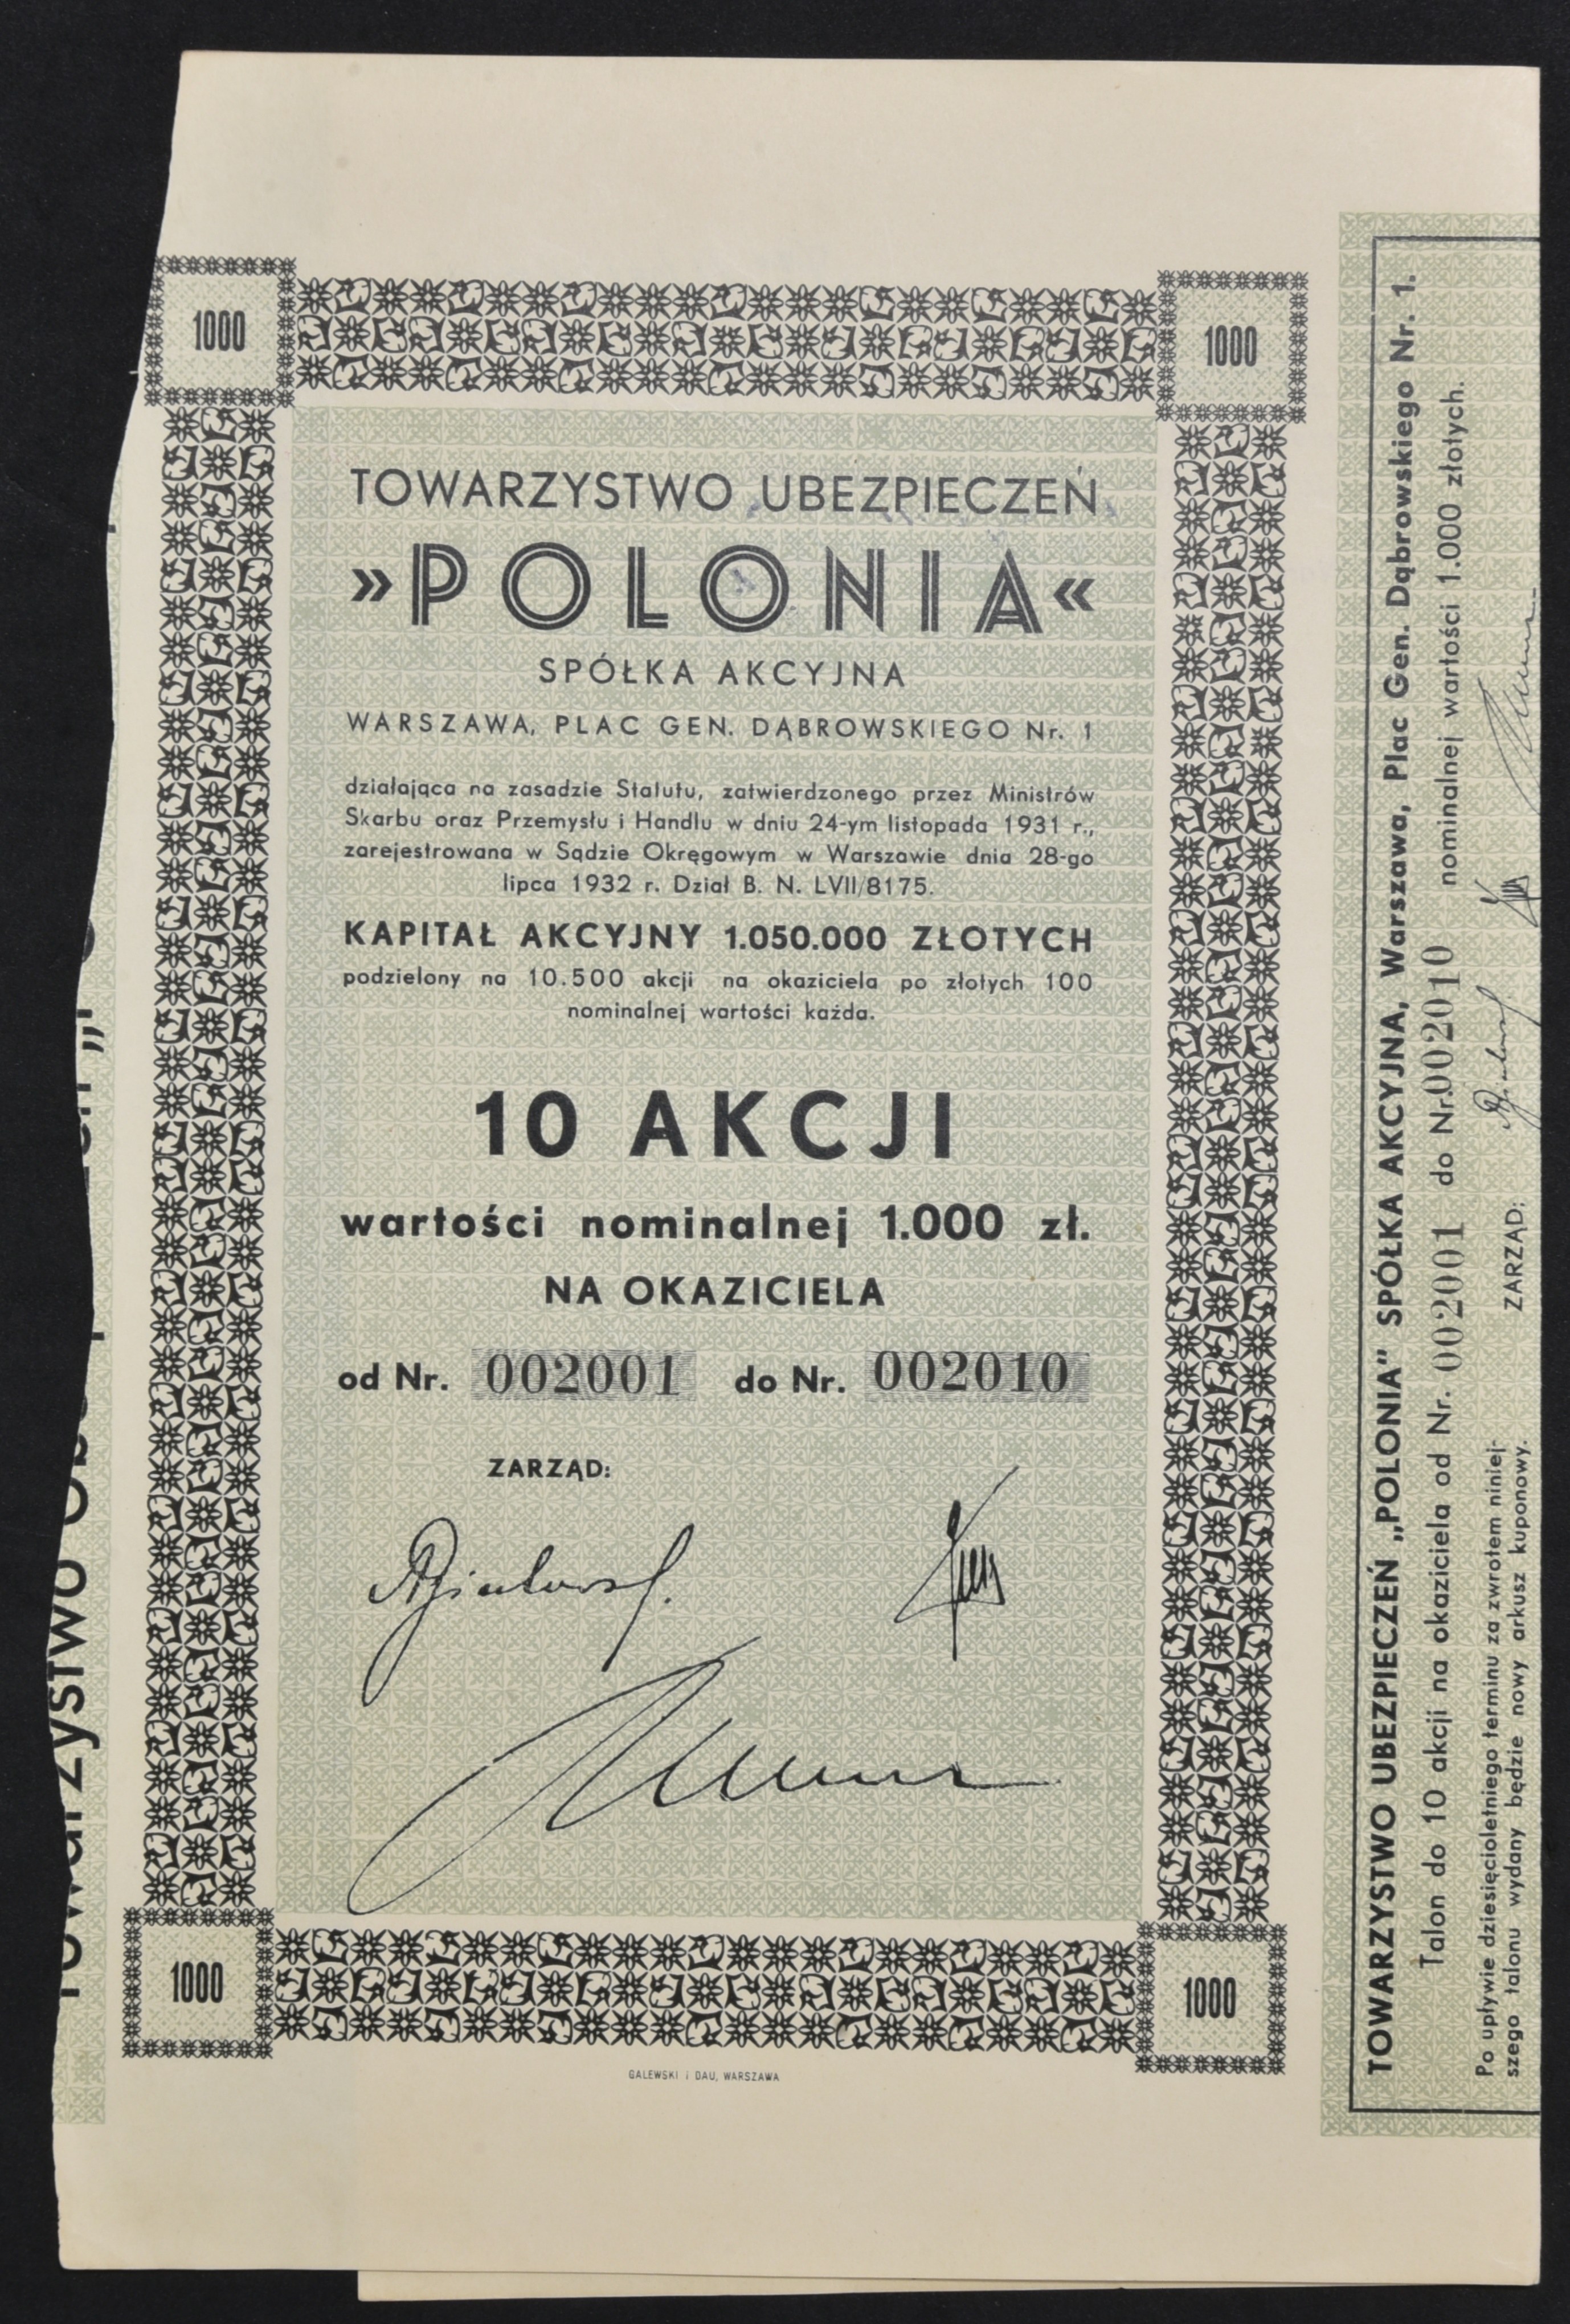 1000
1000
TOWARZYSTWO UBEZPIECZEŃ
»POLONIA«
SPÓŁKA AKCYJNA
WARSZAWA, PLAC GEN. DĄBROWSKIEGO Nr. 1
działająca na zasadzie Statutu, zatwierdzonego przez Ministrów
Skarbu oraz Przemysłu i Handlu w dniu 24-ym listopada 1931 r.,
zarejestrowana w Sądzie Okręgowym w Warszawie dnia 28-go
lipca 1932 r. Dział B. N. LVII/8175.
KAPITAŁ AKCYJNY 1.050.000 ZŁOTYCH
podzielony na 10.500 akcji na okaziciela po złotych 100
nominalnej wartości każda.
10 AKCJI
wartości nominalnej 1.000 zł.
NA OKAZICIELA
od Nr. 002001 do Nr. 002010
ZARZĄD:
1000
1000
GALEWSKI i DAU, WARSZAWA
TOWARZYSTWO UBEZPIECZEŃ „POLONIA" SPÓŁKA AKCYJNA, Warszawa, Plac Gen. Dąbrowskiego Nr. 1.
Talon do 10 akcji na okaziciela od Nr. 002001 do Nr. 002010 nominalnej wartości 1.000 złotych.
Po upływie dziesięcioletniego terminu za zwrotem niniej-
szego talonu wydany będzie nowy arkusz kuponowy.
ZARZĄD:
Towarzystwo